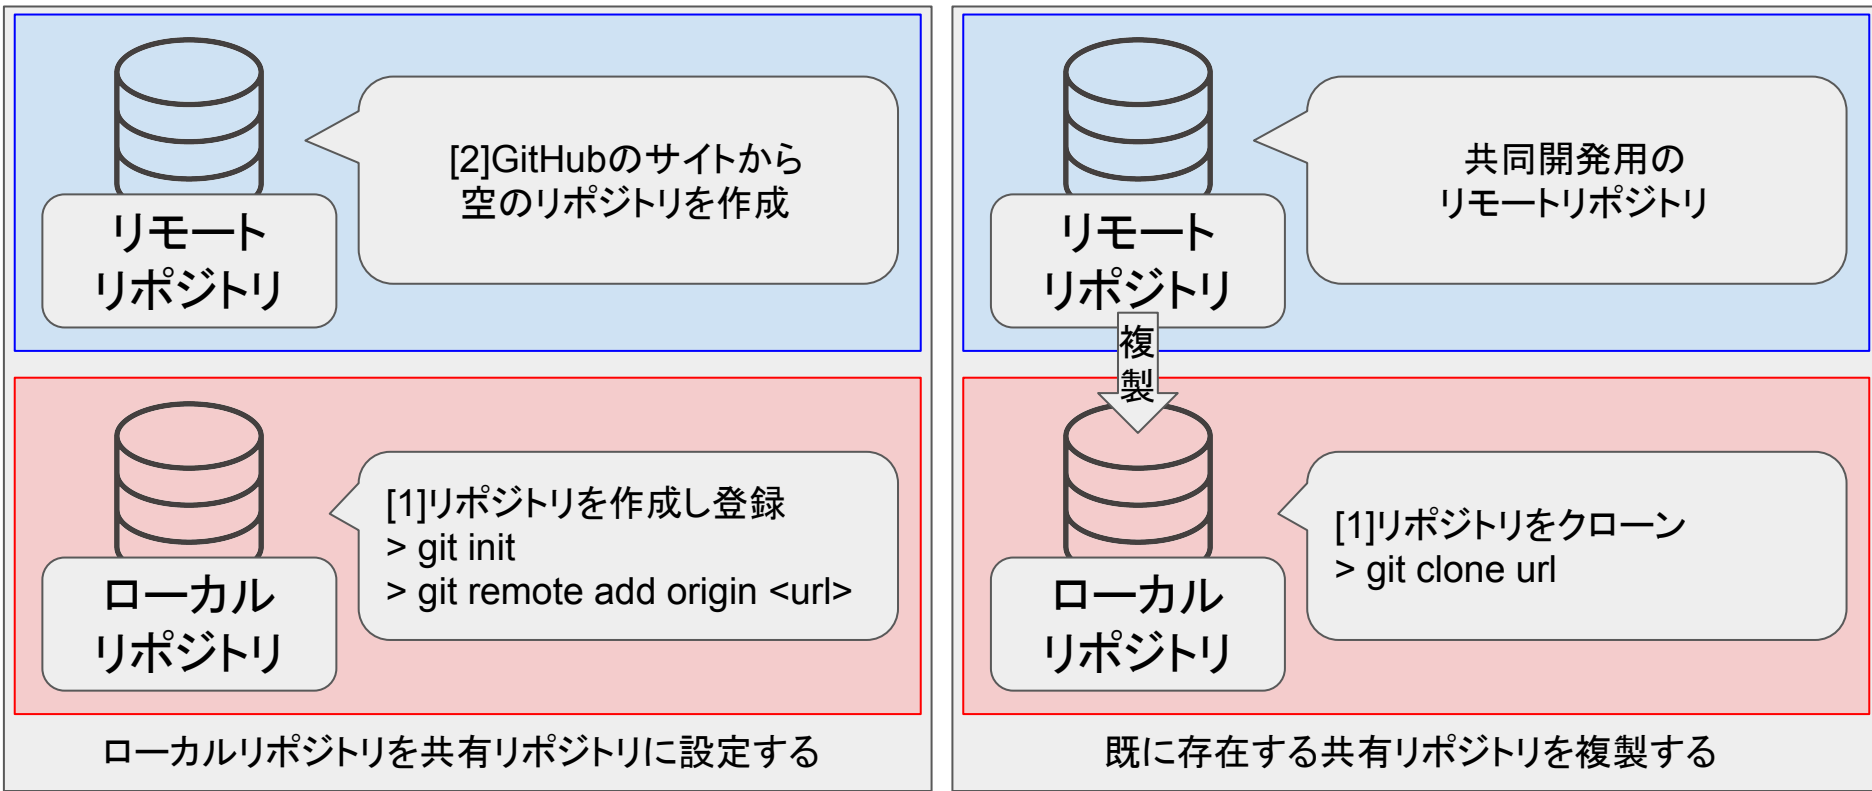 [2]GitHubのサイトから
空のリポジトリを作成
リモート
リポジトリ
[1]リポジトリを作成し登録
> git init
> git remote add origin <url>
ローカル
リポジトリ
ローカルリポジトリを共有リポジトリに設定する
共同開発用の
リモートリポジトリ
リモート
リポジトリ
複
製
[1]リポジトリをクローン
> git clone url
ローカル
リポジトリ
既に存在する共有リポジトリを複製する